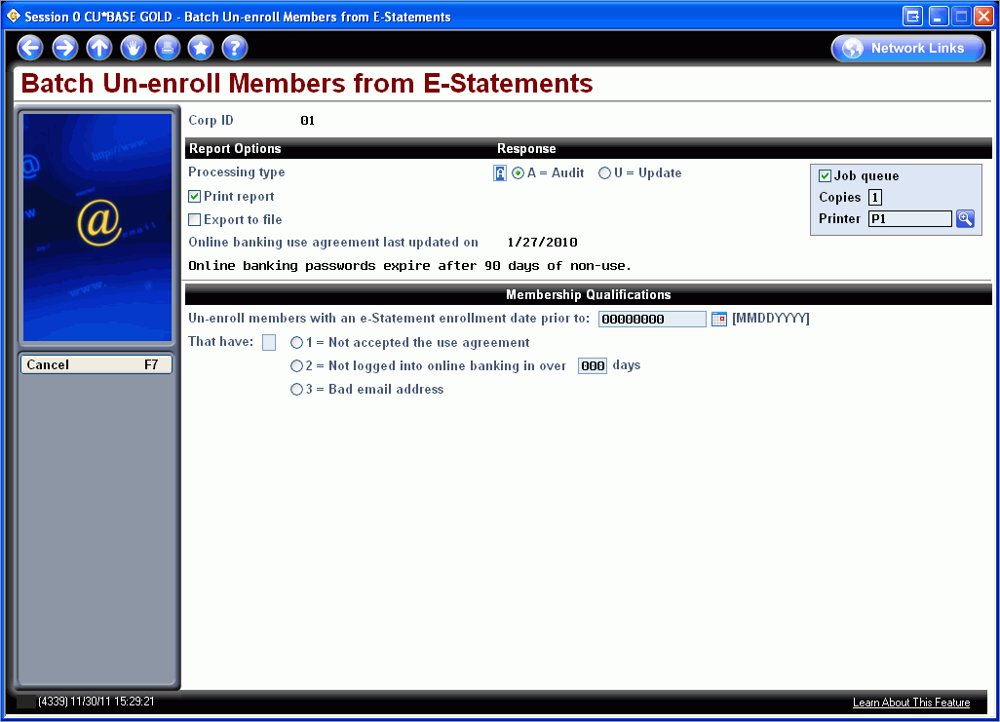 Session 0 CU*BASE GOLD - Batch Un-enroll Members from E-Statements
Network Links
Batch Un-enroll Members from E-Statements
Corp ID 01
Report Options Response
Processing type A A = Audit U = Update
Job queue
Print report
Copies 1
Export to file
Printer P1
Online banking use agreement last updated on 1/27/2010
Online banking passwords expire after 90 days of non-use.
Membership Qualifications
Un-enroll members with an e-Statement enrollment date prior to: 00000000 [MMDDYYYY]
That have: 1 = Not accepted the use agreement
2 = Not logged into online banking in over 000 days
3 = Bad email address
@
http://www.
www.
email
Cancel F7
(4339) 11/30/11 15:29:21
Learn About This Feature